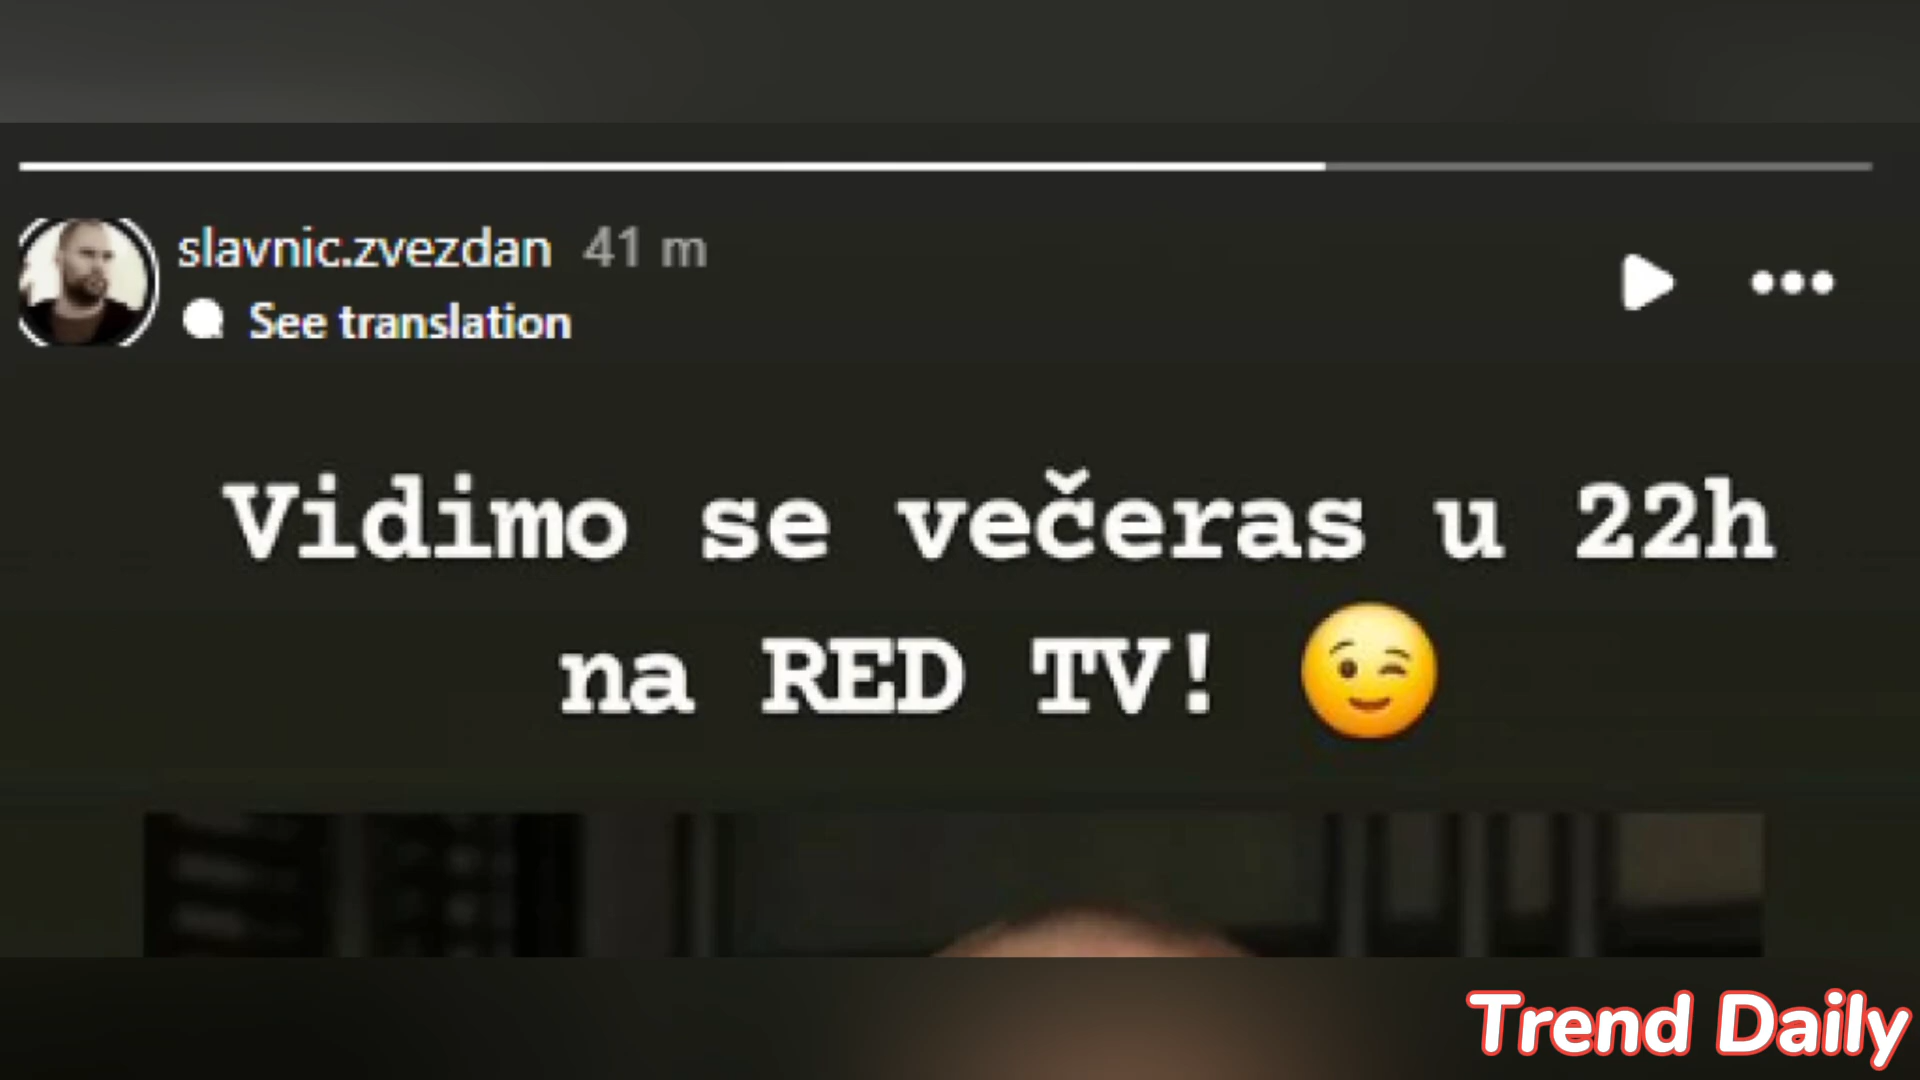 slavnic.zvezdan 41 m
See translation
Vidimo se večeras u 22h
na RED TV! 😉
Trend Daily